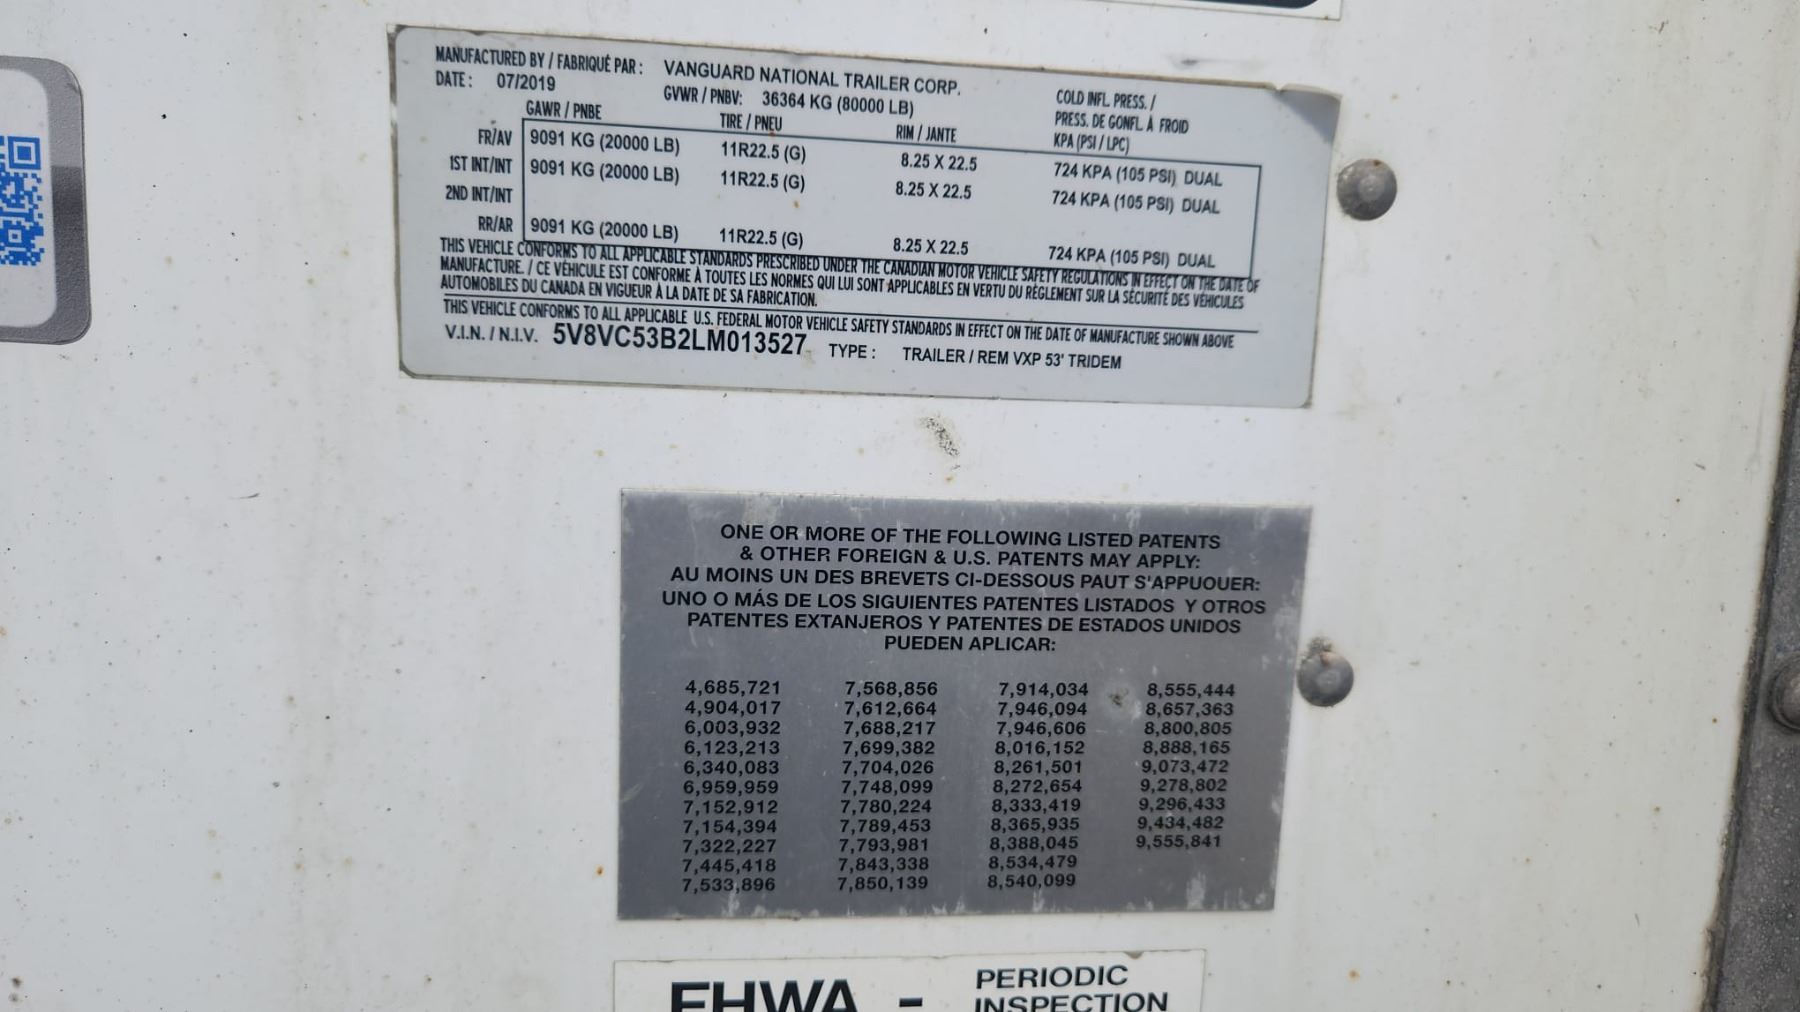 MANUFACTURED BY / FABRIQUÉ PAR : VANGUARD NATIONAL TRAILER CORP.
DATE : 07/2019 GVWR / PNBV: 36364 KG (80000 LB)
GAWR / PNBE TIRE / PNEU RIM / JANTE COLD INFL. PRESS. /
PRESS. DE GONFL. À FROID
KPA (PSI / LPC)
FR/AV 9091 KG (20000 LB) 11R22.5 (G) 8.25 X 22.5 724 KPA (105 PSI) DUAL
1ST INT/INT 9091 KG (20000 LB) 11R22.5 (G) 8.25 X 22.5 724 KPA (105 PSI) DUAL
2ND INT/INT
RR/AR 9091 KG (20000 LB) 11R22.5 (G) 8.25 X 22.5 724 KPA (105 PSI) DUAL
THIS VEHICLE CONFORMS TO ALL APPLICABLE STANDARDS PRESCRIBED UNDER THE CANADIAN MOTOR VEHICLE SAFETY REGULATIONS IN EFFECT ON THE DATE OF
MANUFACTURE. / CE VÉHICULE EST CONFORME À TOUTES LES NORMES QUI LUI SONT APPLICABLES EN VERTU DU RÈGLEMENT SUR LA SÉCURITÉ DES VÉHICULES
AUTOMOBILES DU CANADA EN VIGUEUR À LA DATE DE SA FABRICATION.
THIS VEHICLE CONFORMS TO ALL APPLICABLE U.S. FEDERAL MOTOR VEHICLE SAFETY STANDARDS IN EFFECT ON THE DATE OF MANUFACTURE SHOWN ABOVE
V.I.N. / N.I.V. 5V8VC53B2LM013527 TYPE : TRAILER / REM VXP 53' TRIDEM
ONE OR MORE OF THE FOLLOWING LISTED PATENTS
& OTHER FOREIGN & U.S. PATENTS MAY APPLY:
AU MOINS UN DES BREVETS CI-DESSOUS PAUT S'APPUOUER:
UNO O MÁS DE LOS SIGUIENTES PATENTES LISTADOS Y OTROS
PATENTES EXTANJEROS Y PATENTES DE ESTADOS UNIDOS
PUEDEN APLICAR:
4,685,721 7,568,856 7,914,034 8,555,444
4,904,017 7,612,664 7,946,094 8,657,363
6,003,932 7,688,217 7,946,606 8,800,805
6,123,213 7,699,382 8,016,152 8,888,165
6,340,083 7,704,026 8,261,501 9,073,472
6,959,959 7,748,099 8,272,654 9,278,802
7,152,912 7,780,224 8,333,419 9,296,433
7,154,394 7,789,453 8,365,935 9,434,482
7,322,227 7,793,981 8,388,045 9,555,841
7,445,418 7,843,338 8,534,479
7,533,896 7,850,139 8,540,099
FHWA - PERIODIC
INSPECTION